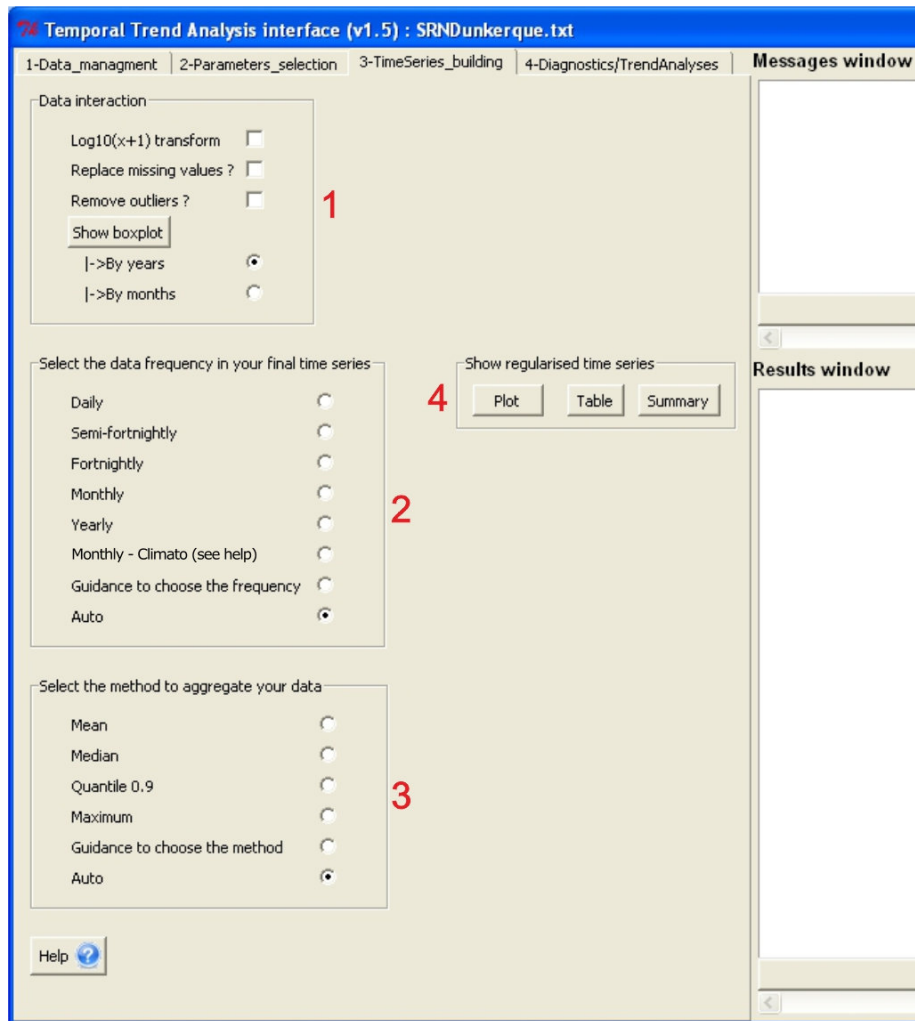 Temporal Trend Analysis interface (v1.5) : SRNDunkerque.txt
1-Data_managment
2-Parameters_selection
3-TimeSeries_building
4-Diagnostics/TrendAnalyses
Messages window
Data interaction
Log10(x+1) transform
Replace missing values ?
Remove outliers ?
1
Show boxplot
|->By years
|->By months
Select the data frequency in your final time series
Daily
Semi-fortnightly
Fortnightly
Monthly
Yearly
Monthly - Climato (see help)
Guidance to choose the frequency
Auto
2
Show regularised time series
4
Plot
Table
Summary
Results window
Select the method to aggregate your data
Mean
Median
Quantile 0.9
Maximum
Guidance to choose the method
Auto
3
Help ?